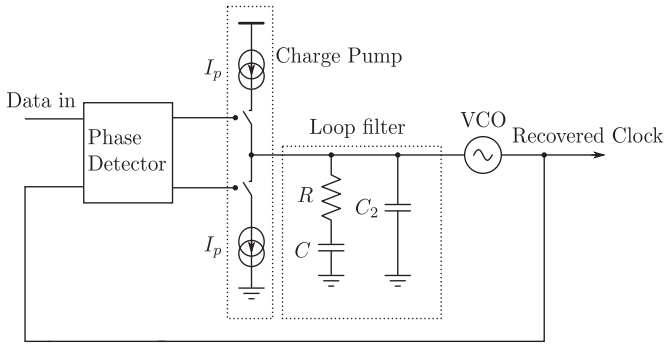 Charge Pump
I_p
Data in
Phase
Detector
Loop filter
VCO
Recovered Clock
R
C_2
C
I_p